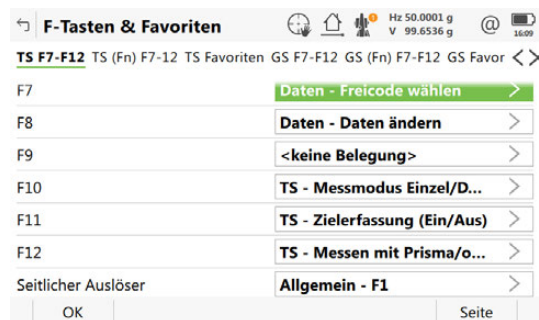 F-Tasten & Favoriten Hz 50.0001 g @
V 99.6536 g 16:09
TS F7-F12 TS (Fn) F7-12 TS Favoriten GS F7-F12 GS (Fn) F7-F12 GS Favor < >
F7 Daten - Freicode wählen
F8 Daten - Daten ändern
F9 <keine Belegung>
F10 TS - Messmodus Einzel/D...
F11 TS - Zielerfassung (Ein/Aus)
F12 TS - Messen mit Prisma/o...
Seitlicher Auslöser Allgemein - F1
OK Seite